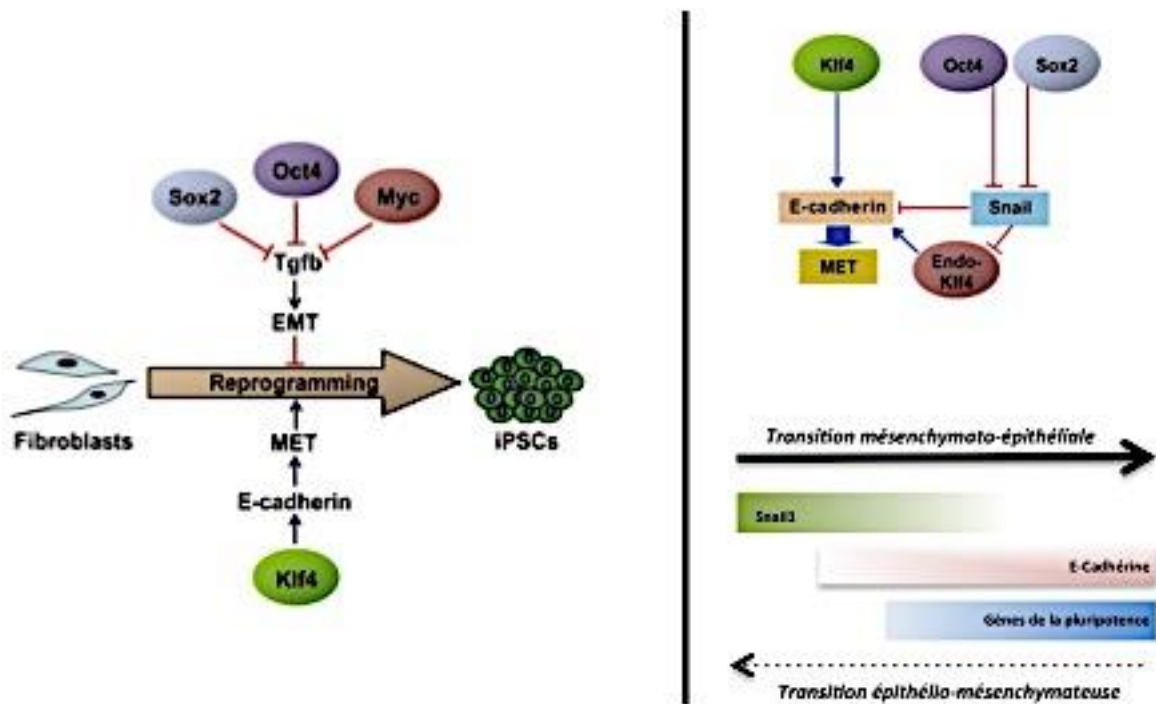 Oct4
Sox2
Myc
Tgfb
EMT
Reprogramming
Fibroblasts
iPSCs
MET
E-cadherin
Klf4
Klf4
Oct4
Sox2
E-cadherin
Snail
MET
Endo-
Klf4
Transition mésenchymato-épithéliale
Snail1
E-Cadhérine
Gènes de la pluripotence
Transition épithélio-mésenchymateuse